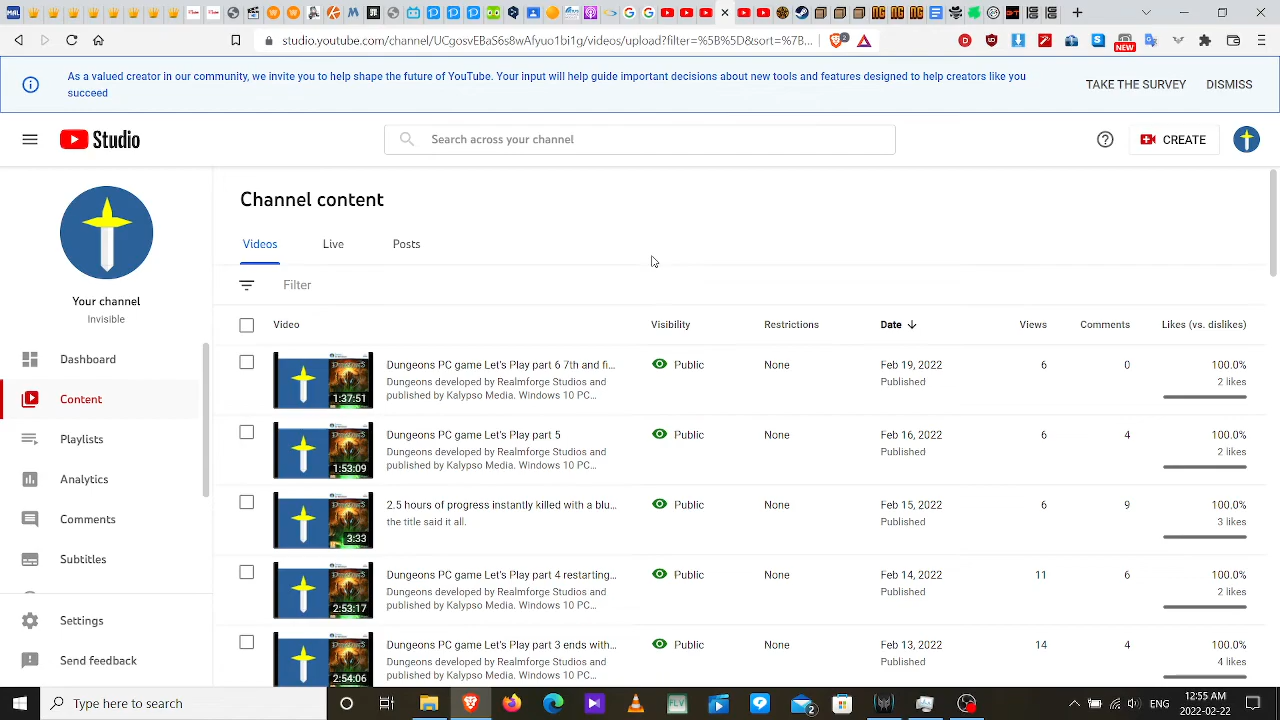 studio.youtube.com/channel/UCgosvEBaS6s8wAfyuo1bi1g/videos/upload?filter=%5B%5D&sort=%7B...
2
NEW
As a valued creator in our community, we invite you to help shape the future of YouTube. Your input will help guide important decisions about new tools and features designed to help creators like you
succeed
TAKE THE SURVEY
DISMISS
Studio
Search across your channel
CREATE
Channel content
Videos
Live
Posts
Filter
Your channel
Invisible
Dashboard
Content
Playlists
Analytics
Comments
Subtitles
Settings
Send feedback
Video Visibility Restrictions Date Views Comments Likes (vs. dislikes)
1:37:51
Dungeons PC game Let's Play part 6 7th and fi... Public None Feb 19, 2022 6 0 100.0%
Dungeons developed by Realmforge Studios and Published 2 likes
published by Kalypso Media. Windows 10 PC...
1:53:09
Dungeons PC game Let's Play part 5 Public None Feb 16, 2022 6 4 100.0%
Dungeons developed by Realmforge Studios and Published 2 likes
published by Kalypso Media. Windows 10 PC...
3:33
2.5 hours of progress instantly killed with a blu... Public None Feb 15, 2022 6 9 100.0%
the title said it all. Published 3 likes
2:53:17
Dungeons PC game Let's Play part 4 restarting... Public None Feb 14, 2022 11 6 100.0%
Dungeons developed by Realmforge Studios and Published 2 likes
published by Kalypso Media. Windows 10 PC...
2:54:06
Dungeons PC game Let's Play part 3 ends with... Public None Feb 13, 2022 14 4 100.0%
Dungeons developed by Realmforge Studios and Published 4 likes
published by Kalypso Media. Windows 10 PC...
Type here to search
FLV
12:55 AM
2022-02-22